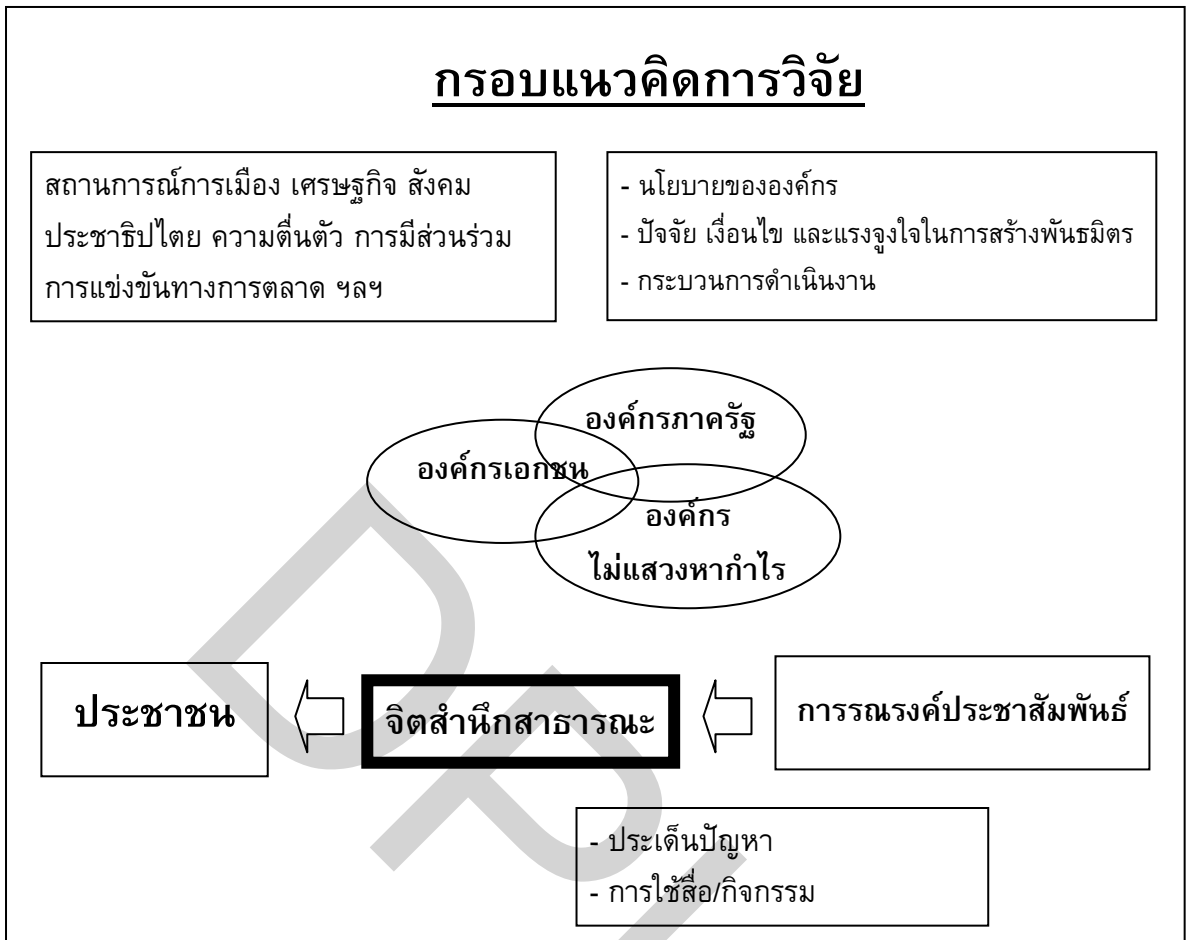 กรอบแนวคิดการวิจัย
สถานการณ์การเมือง เศรษฐกิจ สังคม
ประชาธิปไตย ความตื่นตัว การมีส่วนร่วม
การแข่งขันทางการตลาด ฯลฯ
- นโยบายขององค์กร
- ปัจจัย เงื่อนไข และแรงจูงใจในการสร้างพันธมิตร
- กระบวนการดำเนินงาน
องค์กรภาครัฐ
องค์กรเอกชน
องค์กร
ไม่แสวงหากำไร
ประชาชน
จิตสำนึกสาธารณะ
การรณรงค์ประชาสัมพันธ์
- ประเด็นปัญหา
- การใช้สื่อ/กิจกรรม